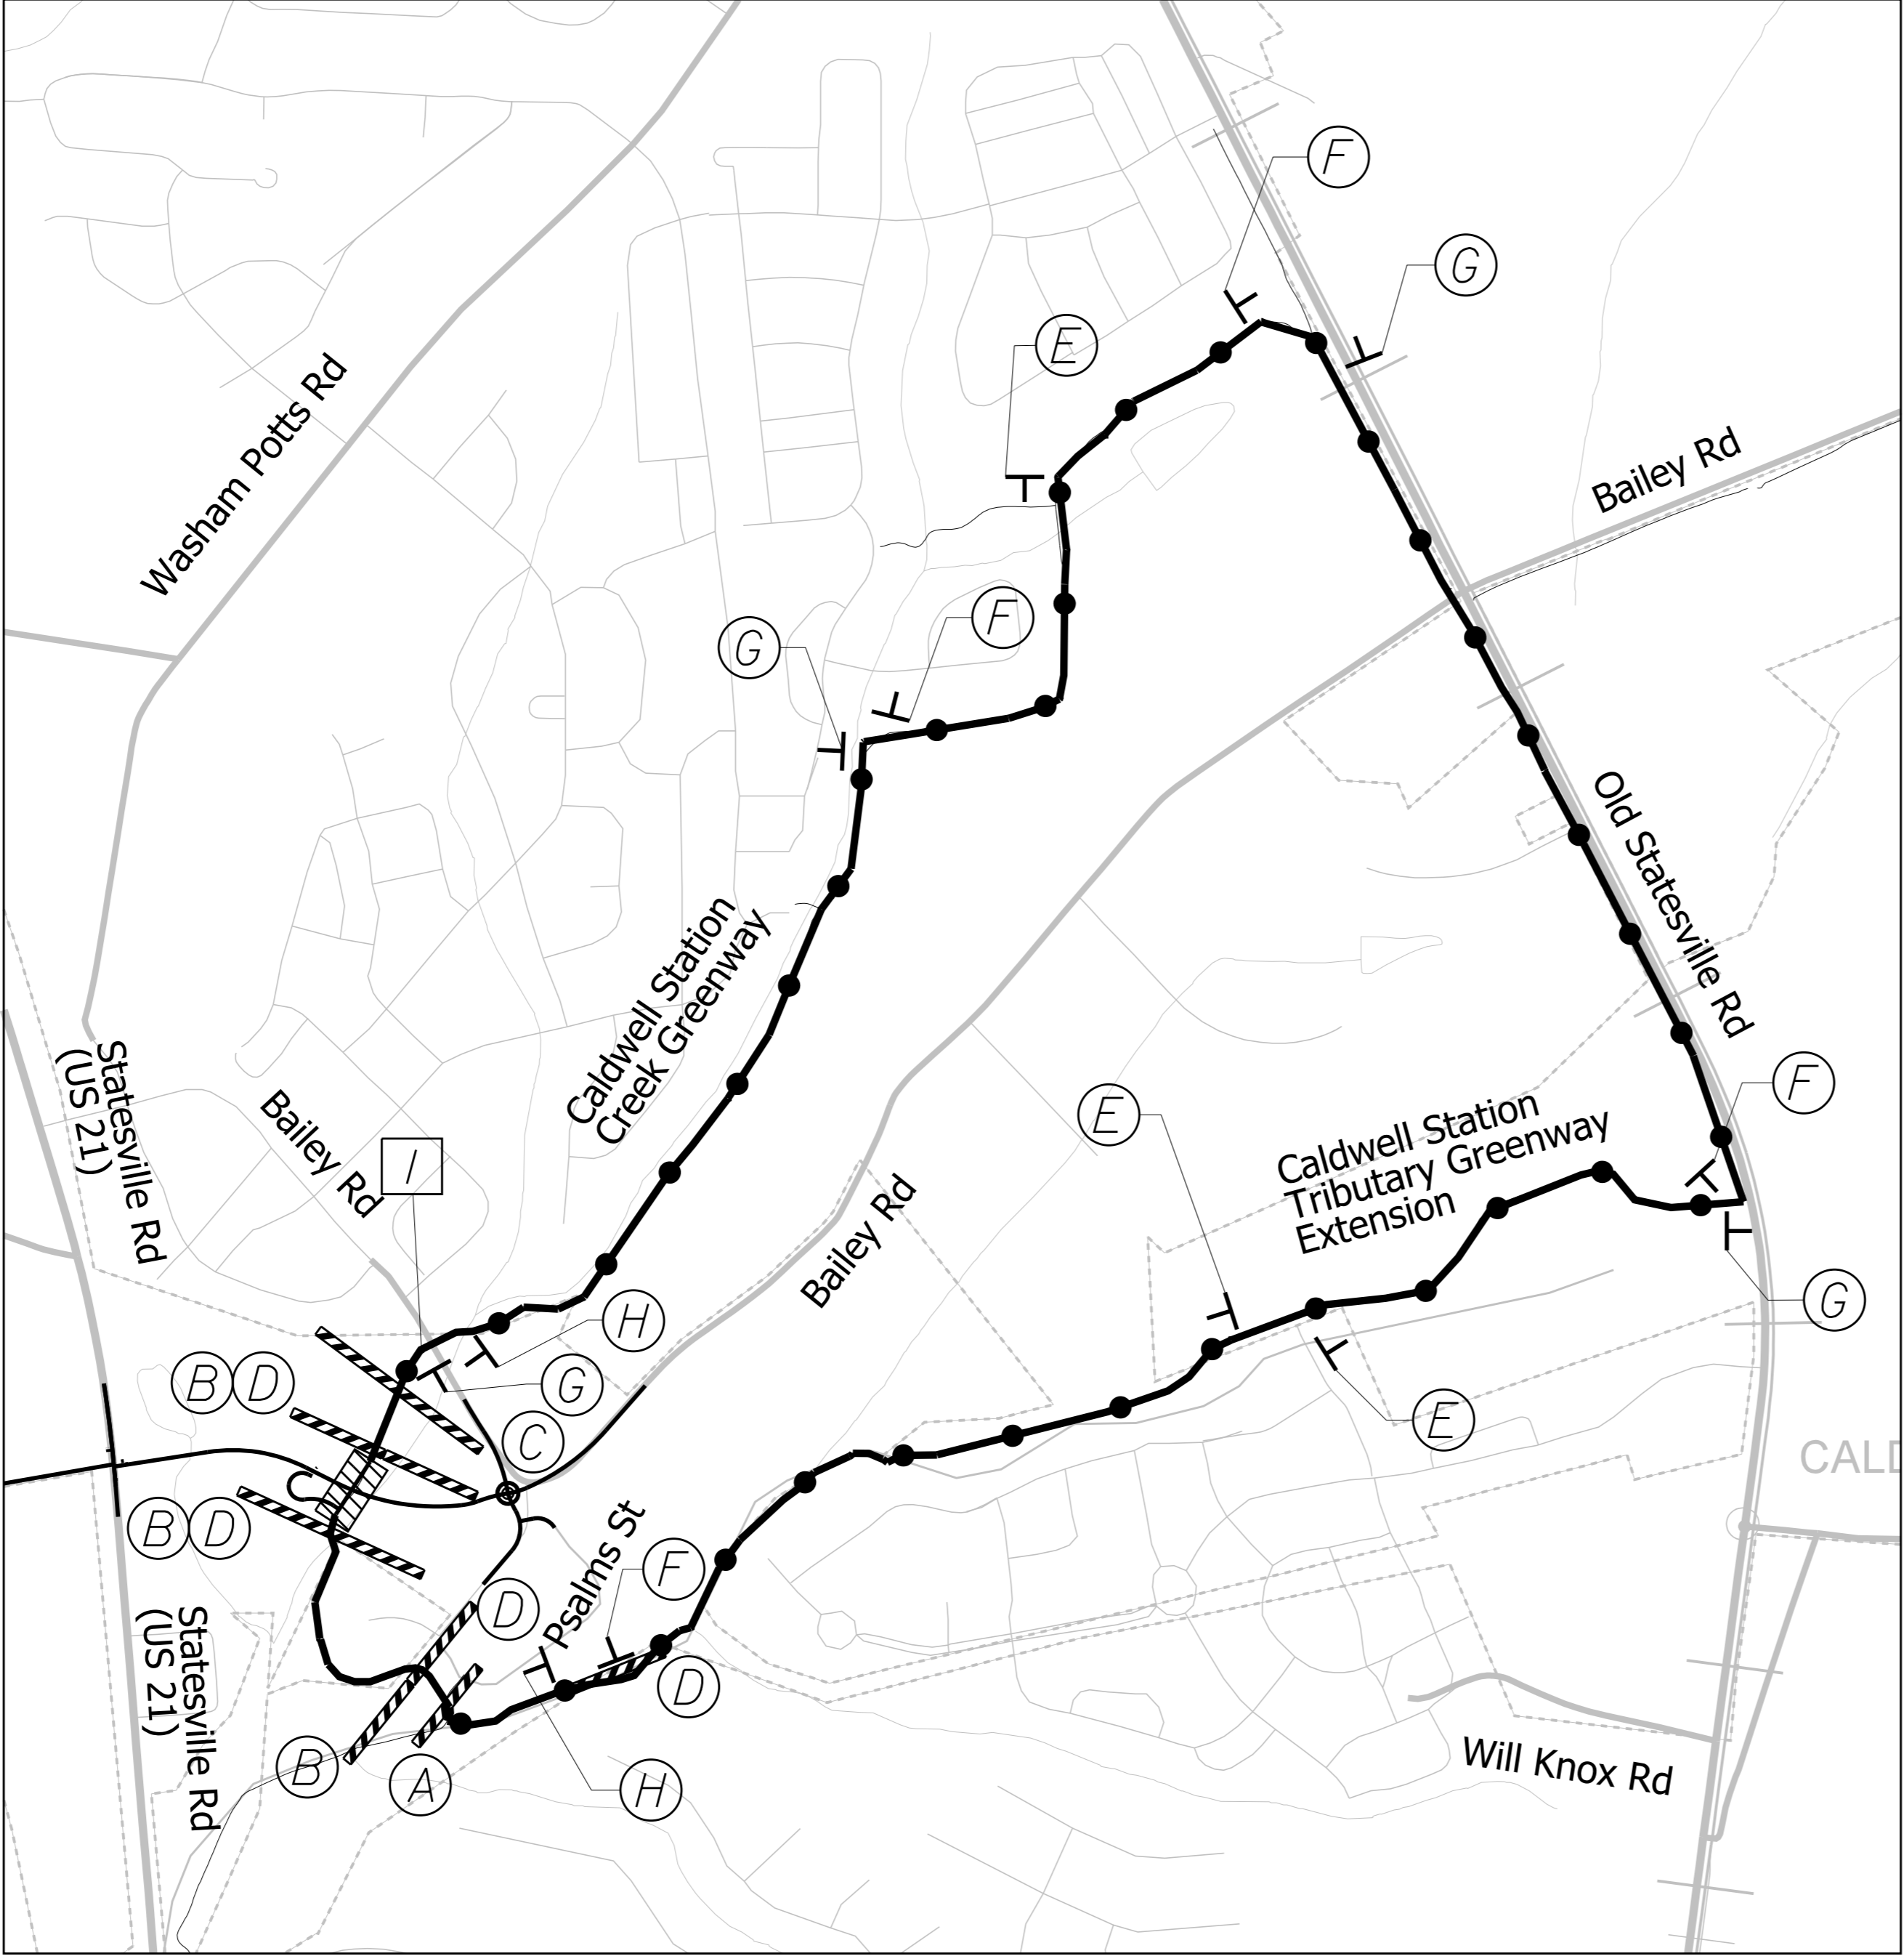 F
G
E
Bailey Rd
Washam Potts Rd
F
G
Old Statesville Rd
Caldwell Station
Creek Greenway
Statesville Rd
(US 21)
Bailey Rd
I
F
E
Caldwell Station
Tributary Greenway
Extension
Bailey Rd
G
H
B D
G
E
C
CALD
B D
Psalms St
F
D
D
Statesville Rd
(US 21)
B
A
H
Will Knox Rd